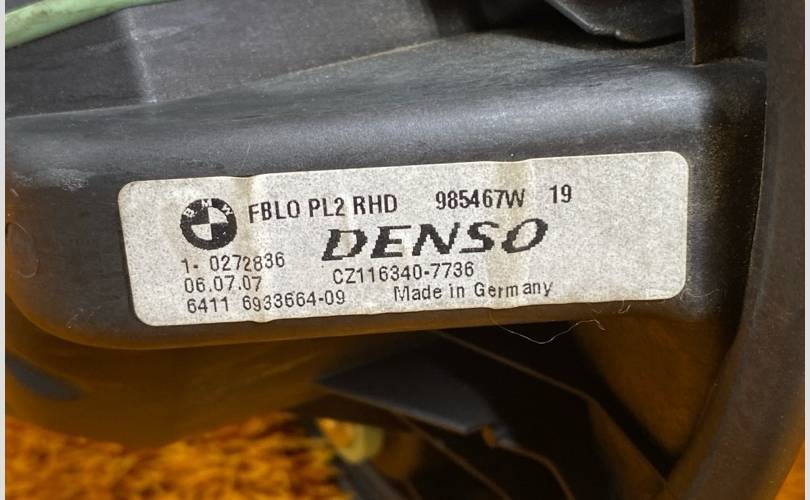 BMW FBLO PL2 RHD 985467W 19
DENSO
1- 0272836 CZ116340-7736
06.07.07 Made in Germany
6411 6933664-09